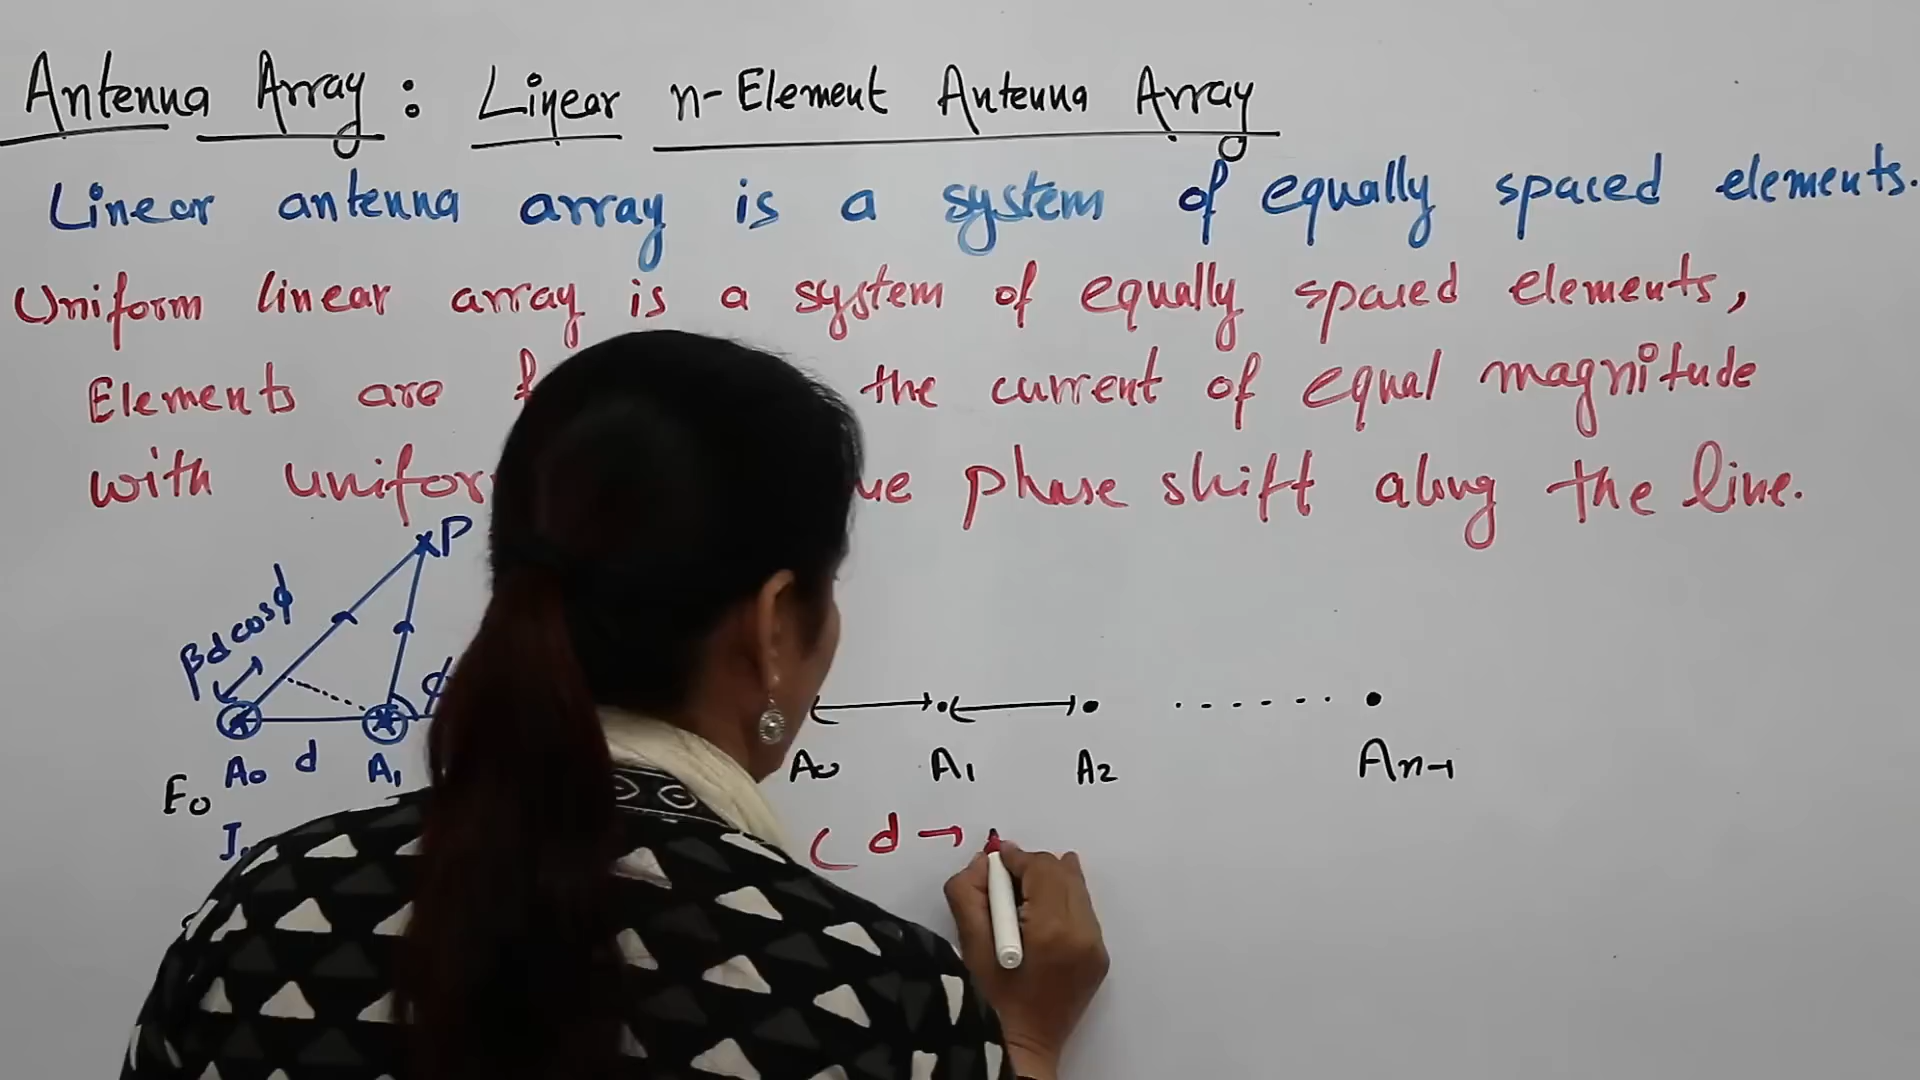 Antenna Array : Linear n-Element Antenna Array
Linear antenna array is a system of equally spaced elements.
Uniform linear array is a system of equally spaced elements,
Elements are the current of equal magnitude
with phase shift along the line.
P
βd cosϕ
ϕ
A0 d A1
E0
A0 A1 A2 An-1
( d →